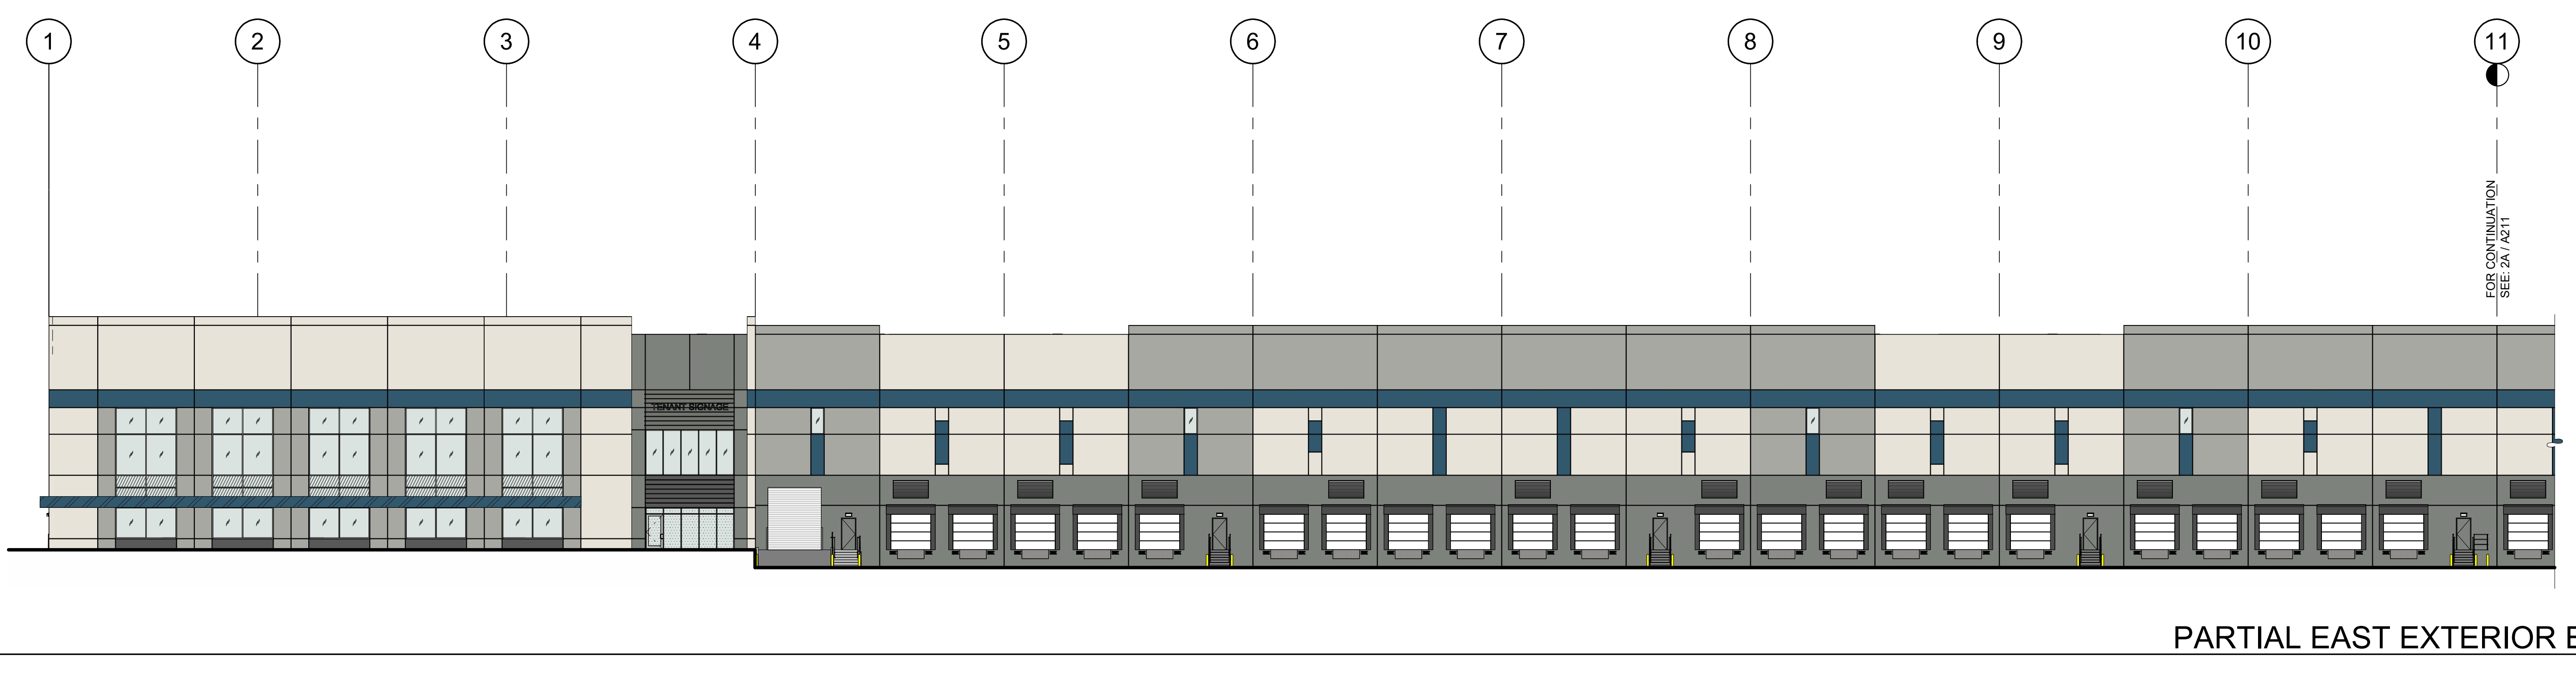 1 2 3 4 5 6 7 8 9 10 11
FOR CONTINUATION
SEE: 2A / A211
TENANT SIGNAGE
PARTIAL EAST EXTERIOR E